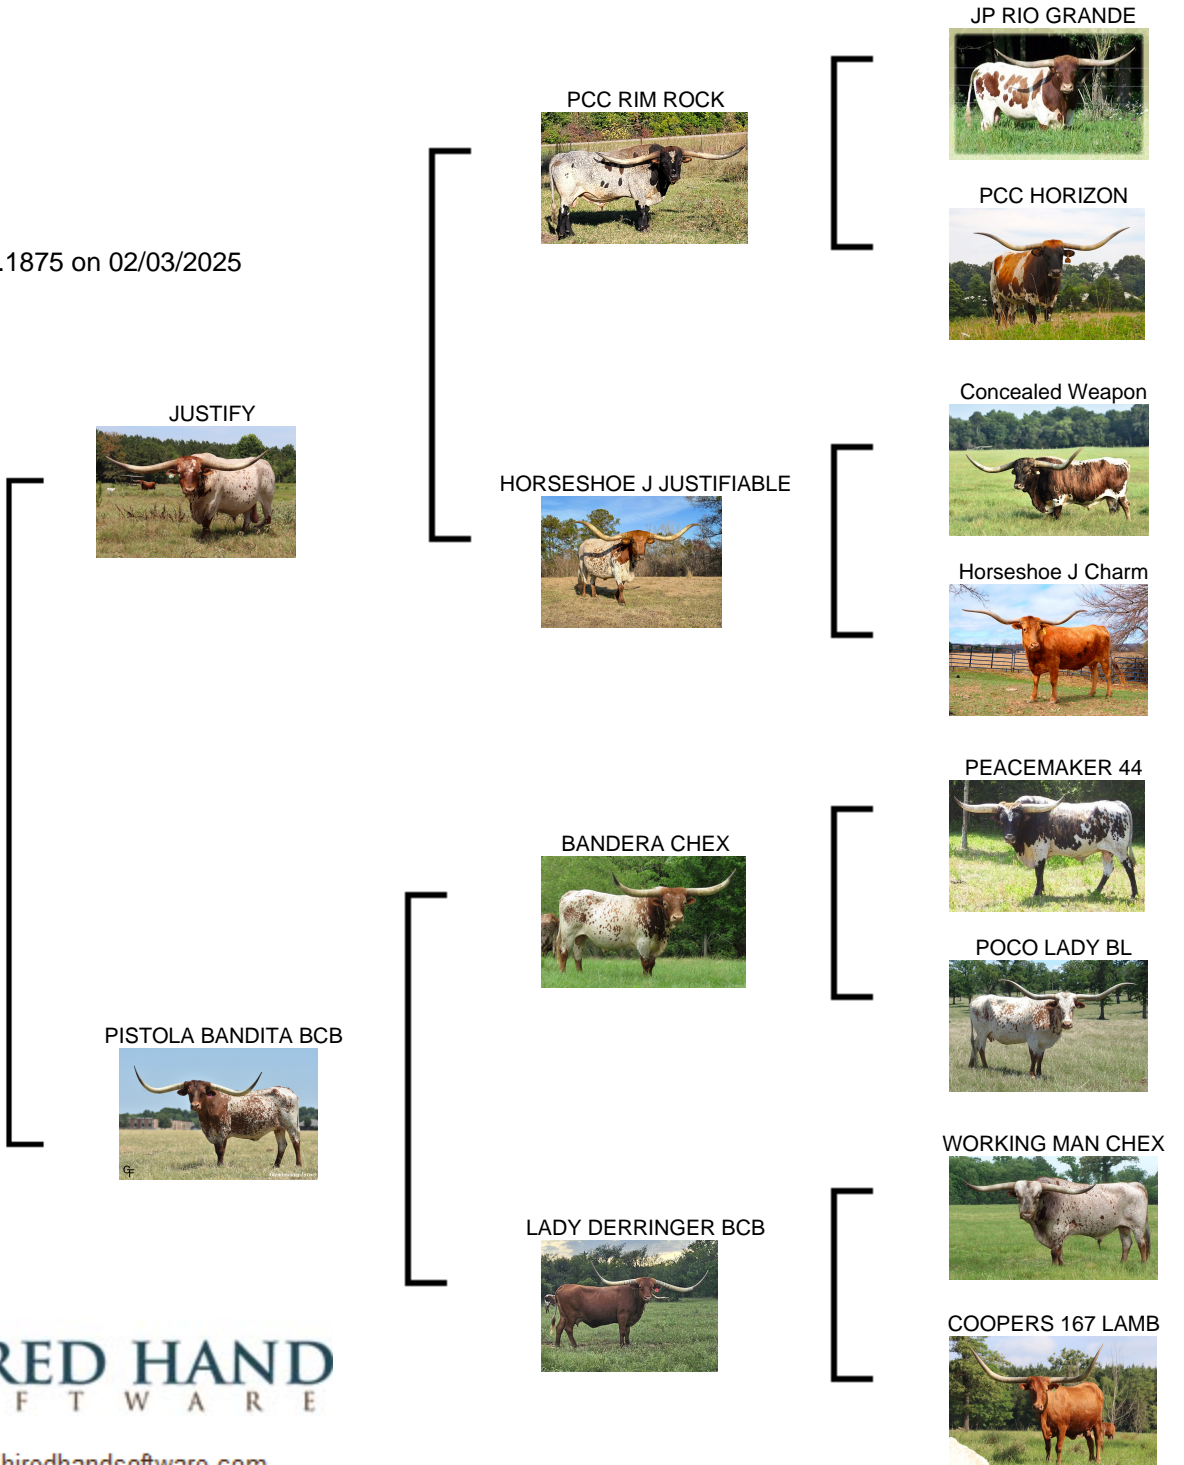 JP RIO GRANDE
PCC RIM ROCK
PCC HORIZON
.1875 on 02/03/2025
Concealed Weapon
JUSTIFY
HORSESHOE J JUSTIFIABLE
Horseshoe J Charm
PEACEMAKER 44
BANDERA CHEX
POCO LADY BL
PISTOLA BANDITA BCB
WORKING MAN CHEX
LADY DERRINGER BCB
COOPERS 167 LAMB
RED HAND
F T W A R E
hiredhandsoftware.com